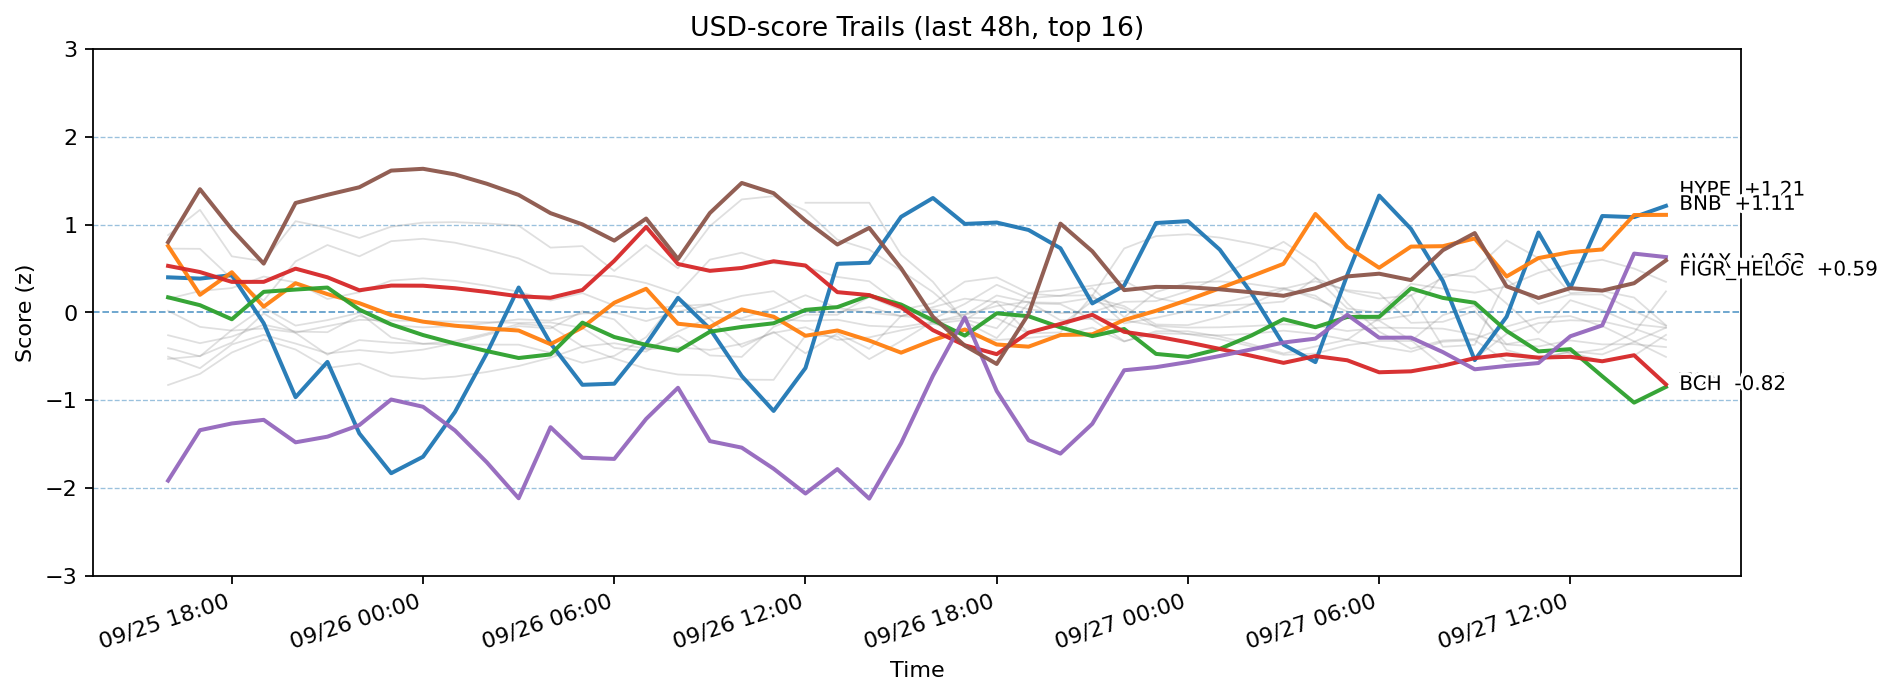 USD-score Trails (last 48h, top 16)
Score (z)
3
2
1
0
−1
−2
−3
HYPE +1.21
BNB +1.11
FIGR_HELOC +0.59
BCH -0.82
09/25 18:00
09/26 00:00
09/26 06:00
09/26 12:00
09/26 18:00
09/27 00:00
09/27 06:00
09/27 12:00
Time